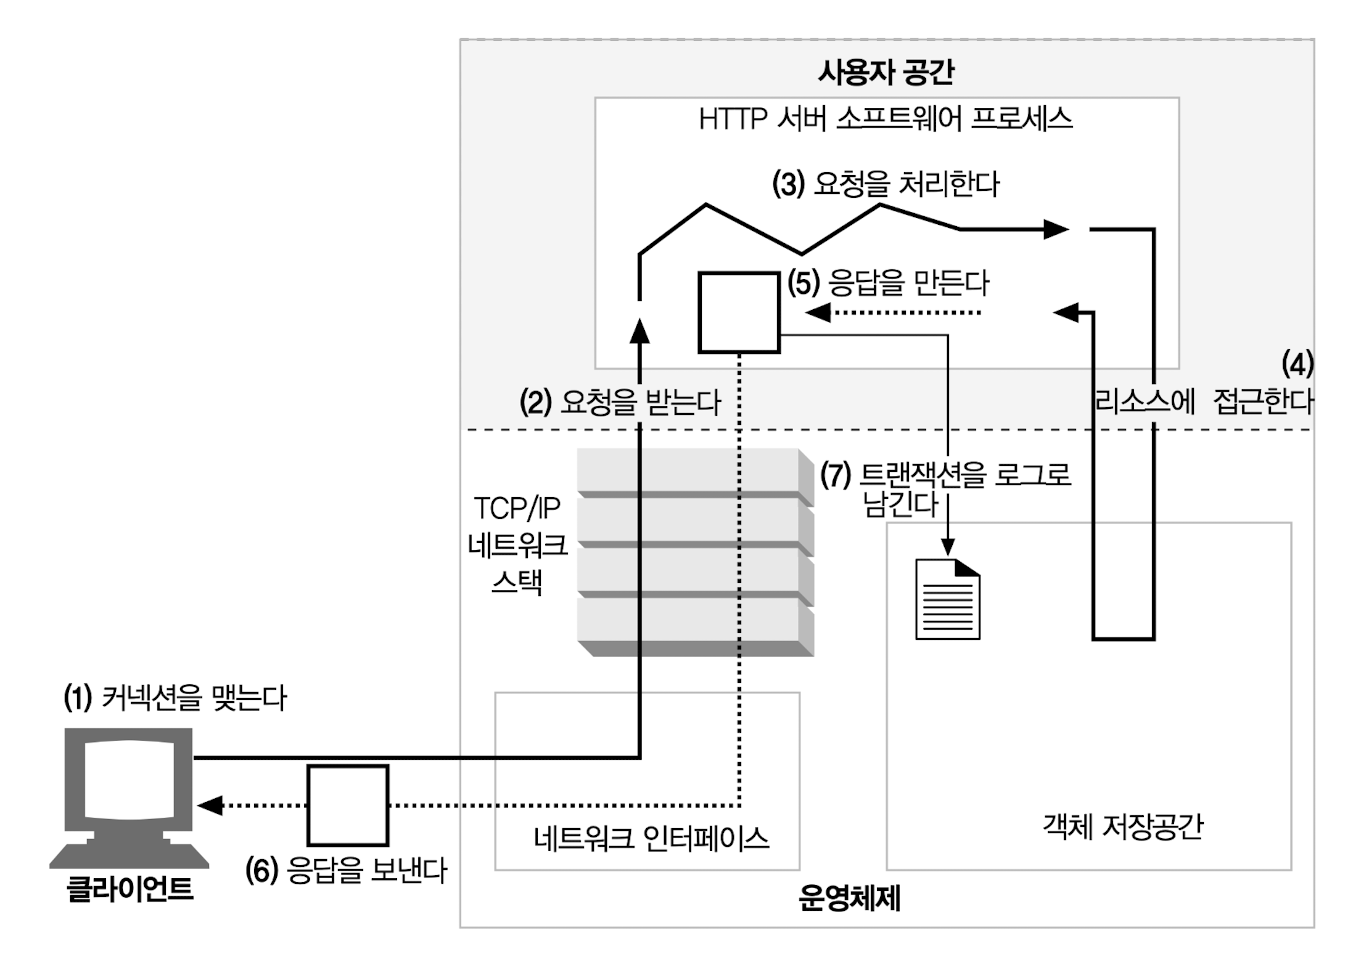 사용자 공간
HTTP 서버 소프트웨어 프로세스
(3) 요청을 처리한다
(5) 응답을 만든다
(4)
리소스에 접근한다
(2) 요청을 받는다
(7) 트랜잭션을 로그로
남긴다
TCP/IP
네트워크
스택
(1) 커넥션을 맺는다
네트워크 인터페이스
객체 저장공간
(6) 응답을 보낸다
클라이언트
운영체제